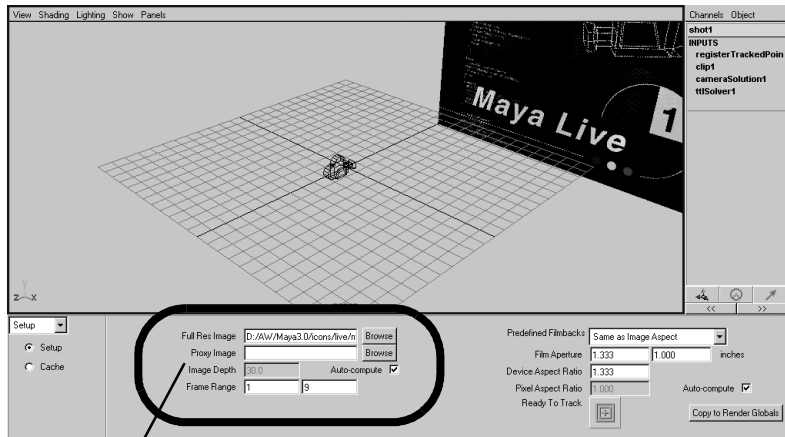 View Shading Lighting Show Panels
Channels Object
shot1
INPUTS
registerTrackedPoin
clip1
cameraSolution1
ttlSolver1
Maya Live
1
y
z x
<< >>
Setup
Setup
Cache
Full Res Image D:/AW/Maya3.0/icons/live/m Browse
Proxy Image Browse
Image Depth 30.0 Auto-compute
Frame Range 1 9
Predefined Filmbacks Same as Image Aspect
Film Aperture 1.333 1.000 inches
Device Aspect Ratio 1.333
Pixel Aspect Ratio 1.000 Auto-compute
Ready To Track
Copy to Render Globals